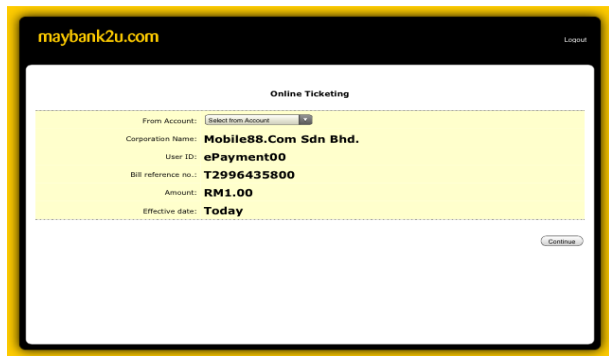 maybank2u.com
Logout
Online Ticketing
From Account: Select from Account
Corporation Name: Mobile88.Com Sdn Bhd.
User ID: ePayment00
Bill reference no.: T2996435800
Amount: RM1.00
Effective date: Today
Continue